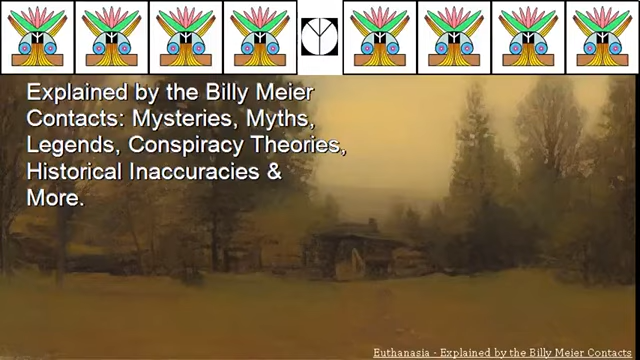 Explained by the Billy Meier
Contacts: Mysteries, Myths,
Legends, Conspiracy Theories,
Historical Inaccuracies &
More.
Euthanasia - Explained by the Billy Meier Contacts